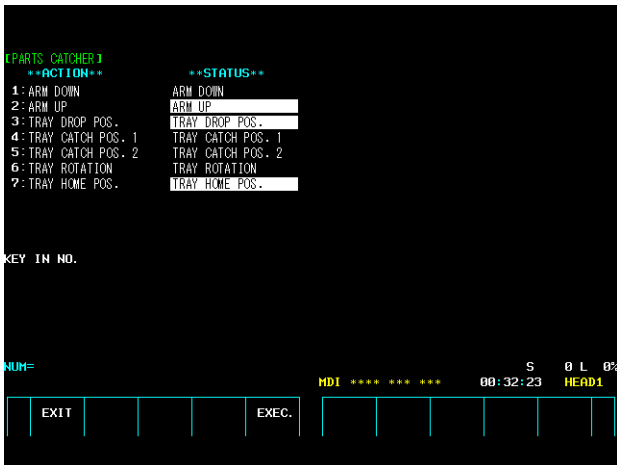 [PARTS CATCHER]
**ACTION** **STATUS**
1:ARM DOWN ARM DOWN
2:ARM UP ARM UP
3:TRAY DROP POS. TRAY DROP POS.
4:TRAY CATCH POS. 1 TRAY CATCH POS. 1
5:TRAY CATCH POS. 2 TRAY CATCH POS. 2
6:TRAY ROTATION TRAY ROTATION
7:TRAY HOME POS. TRAY HOME POS.
KEY IN NO.
NUM=
S 0 L 0%
MDI **** *** *** 00:32:23 HEAD1
EXIT EXEC.